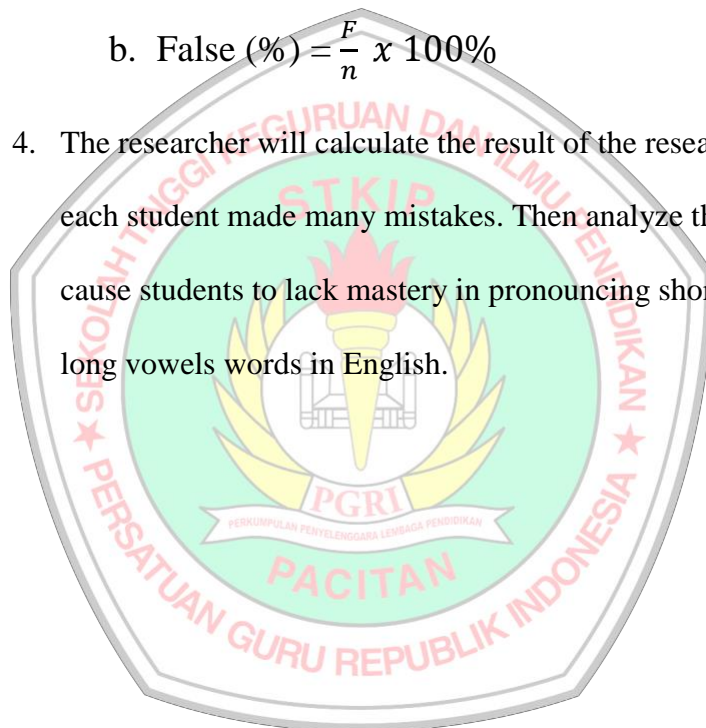 b. False (%) = F/n x 100%
4. The researcher will calculate the result of the resea
each student made many mistakes. Then analyze th
cause students to lack mastery in pronouncing shor
long vowels words in English.
SEKOLAH TINGGI KEGURUAN DAN ILMU PENDIDIKAN
STKIP
PGRI
PERKUMPULAN PENYELENGGARA LEMBAGA PENDIDIKAN
PACITAN
★ PERSATUAN GURU REPUBLIK INDONESIA ★